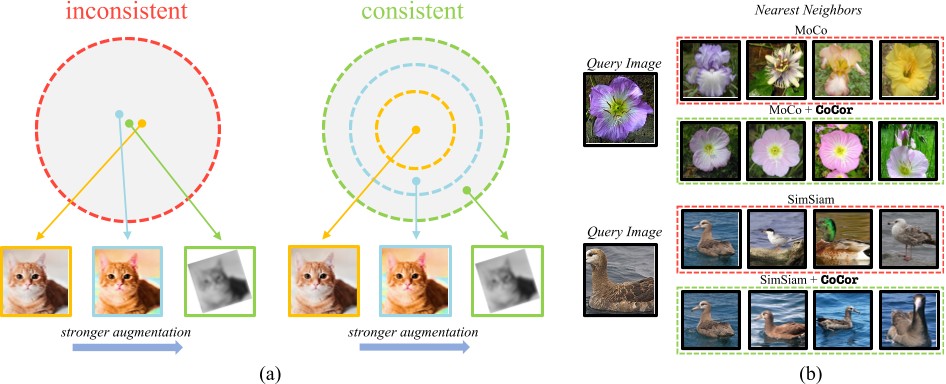 inconsistent
consistent
stronger augmentation
stronger augmentation
(a)
Nearest Neighbors
Query Image
MoCo
MoCo + CoCor
Query Image
SimSiam
SimSiam + CoCor
(b)